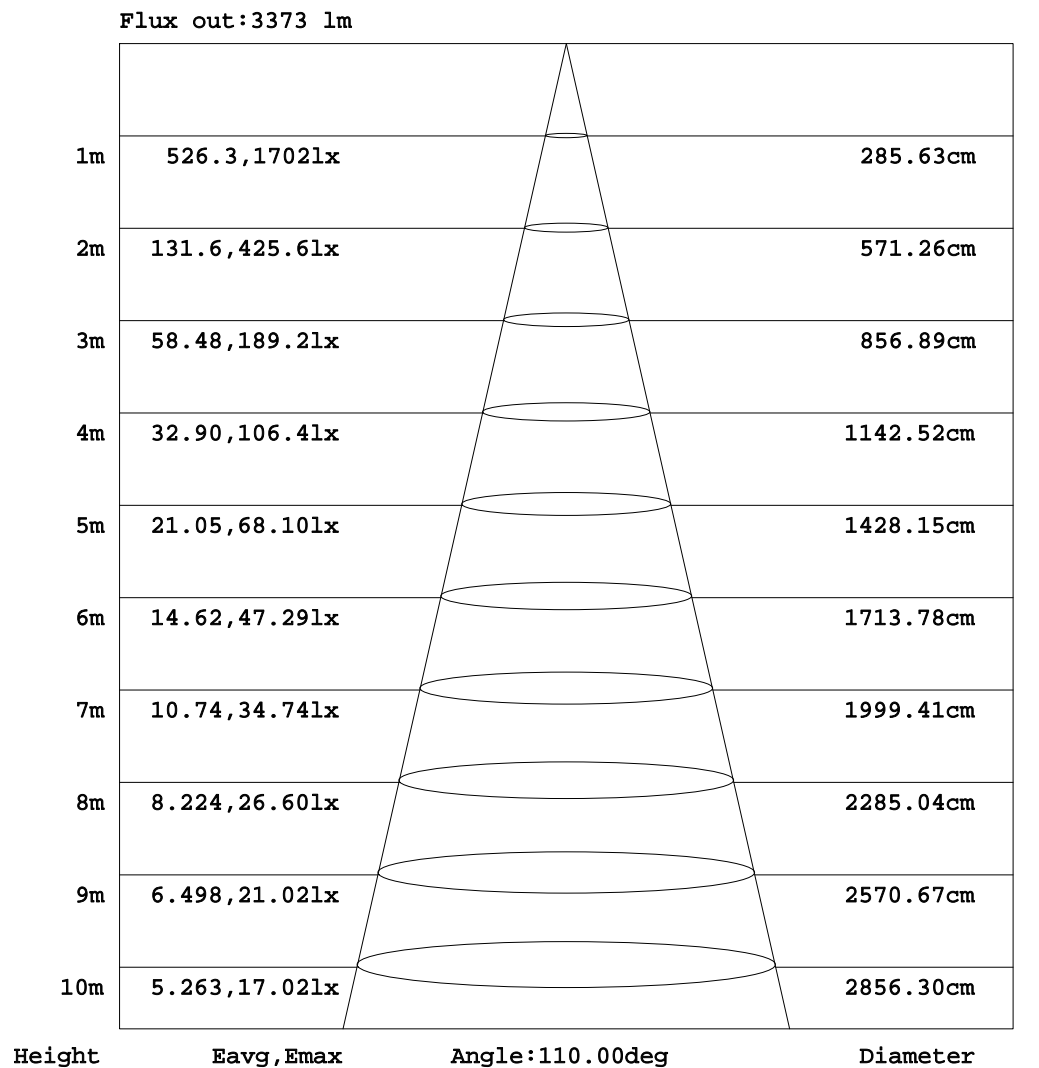 Flux out:3373 lm
1m 526.3,1702lx 285.63cm
2m 131.6,425.6lx 571.26cm
3m 58.48,189.2lx 856.89cm
4m 32.90,106.4lx 1142.52cm
5m 21.05,68.10lx 1428.15cm
6m 14.62,47.29lx 1713.78cm
7m 10.74,34.74lx 1999.41cm
8m 8.224,26.60lx 2285.04cm
9m 6.498,21.02lx 2570.67cm
10m 5.263,17.02lx 2856.30cm
Height Eavg,Emax Angle:110.00deg Diameter